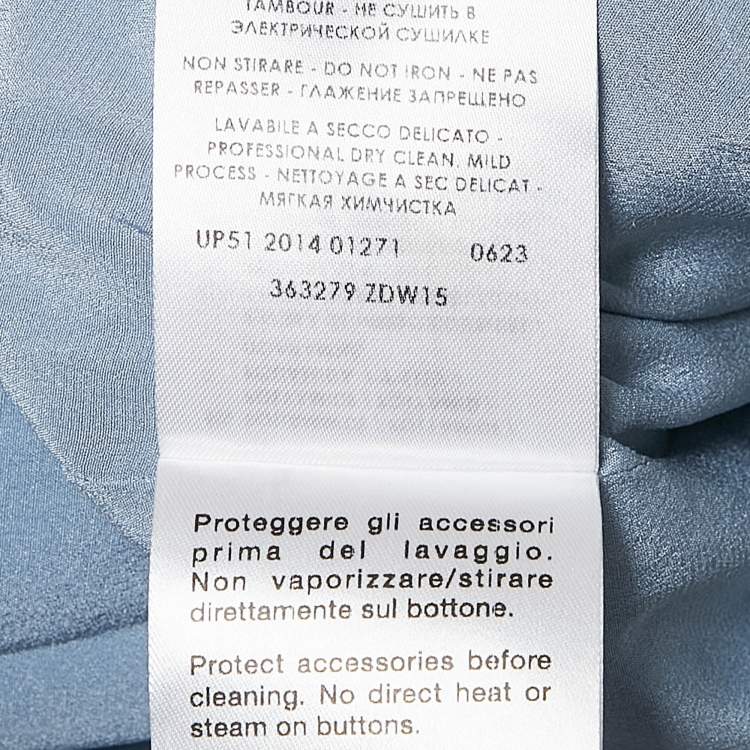 TAMBOUR - НЕ СУШИТЬ В
ЭЛЕКТРИЧЕСКОЙ СУШИЛКЕ
NON STIRARE - DO NOT IRON - NE PAS
REPASSER - ГЛАЖЕНИЕ ЗАПРЕЩЕНО
LAVABILE A SECCO DELICATO -
PROFESSIONAL DRY CLEAN, MILD
PROCESS - NETTOYAGE A SEC DELICAT -
МЯГКАЯ ХИМЧИСТКА
UP51 2014 01271 0623
363279 ZDW15
Proteggere gli accessori
prima del lavaggio.
Non vaporizzare/stirare
direttamente sul bottone.
Protect accessories before
cleaning. No direct heat or
steam on buttons.